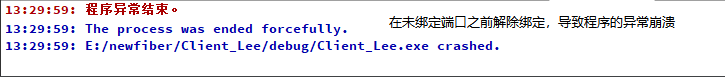 13:29:59: 程序异常结束。
13:29:59: The process was ended forcefully.
13:29:59: E:/newfiber/Client_Lee/debug/Client_Lee.exe crashed.
在未绑定端口之前解除绑定，导致程序的异常崩溃